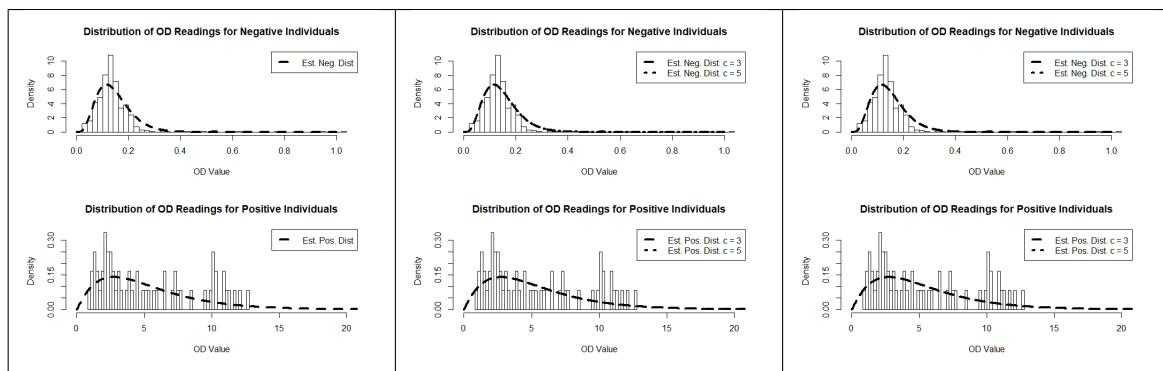 Distribution of OD Readings for Negative Individuals
Est. Neg. Dist
Density
0 2 4 6 8 10
0.0 0.2 0.4 0.6 0.8 1.0
OD Value
Distribution of OD Readings for Positive Individuals
Est. Pos. Dist
Density
0.00 0.15 0.30
0 5 10 15 20
OD Value
Distribution of OD Readings for Negative Individuals
Est. Neg. Dist. c = 3
Est. Neg. Dist. c = 5
Density
0 2 4 6 8 10
0.0 0.2 0.4 0.6 0.8 1.0
OD Value
Distribution of OD Readings for Positive Individuals
Est. Pos. Dist. c = 3
Est. Pos. Dist. c = 5
Density
0.00 0.15 0.30
0 5 10 15 20
OD Value
Distribution of OD Readings for Negative Individuals
Est. Neg. Dist. c = 3
Est. Neg. Dist. c = 5
Density
0 2 4 6 8 10
0.0 0.2 0.4 0.6 0.8 1.0
OD Value
Distribution of OD Readings for Positive Individuals
Est. Pos. Dist. c = 3
Est. Pos. Dist. c = 5
Density
0.00 0.15 0.30
0 5 10 15 20
OD Value